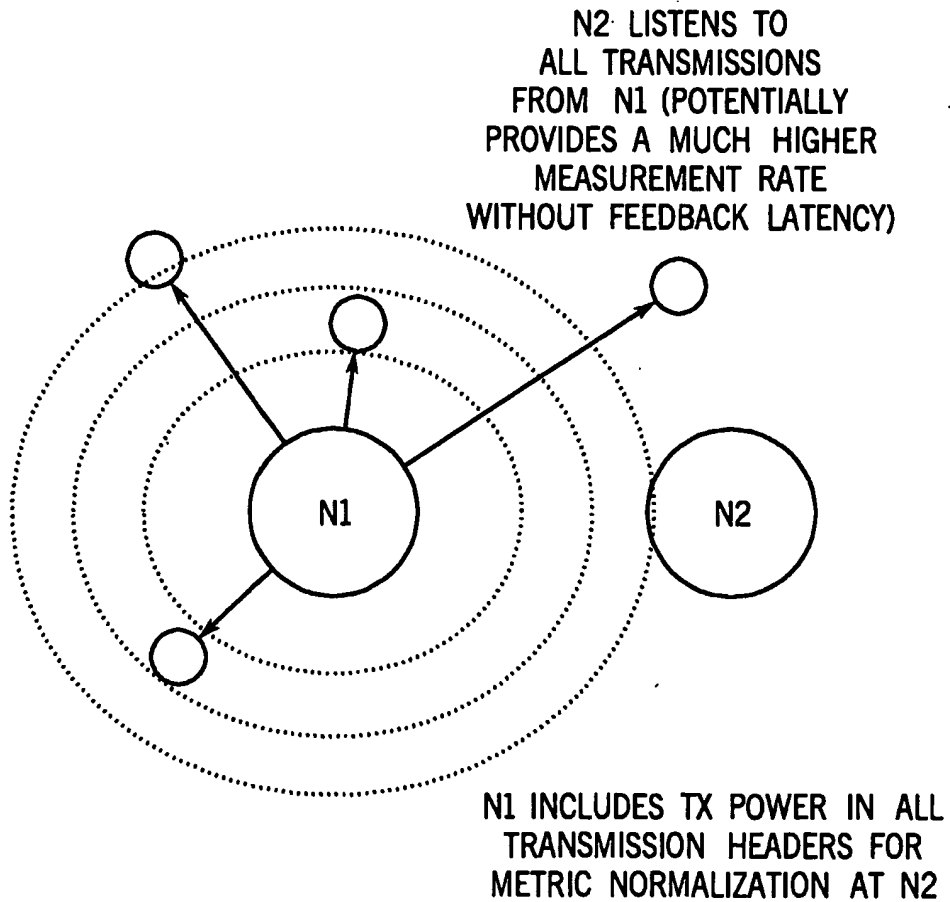 N2 LISTENS TO
ALL TRANSMISSIONS
FROM N1 (POTENTIALLY
PROVIDES A MUCH HIGHER
MEASUREMENT RATE
WITHOUT FEEDBACK LATENCY)
N1
N2
N1 INCLUDES TX POWER IN ALL
TRANSMISSION HEADERS FOR
METRIC NORMALIZATION AT N2